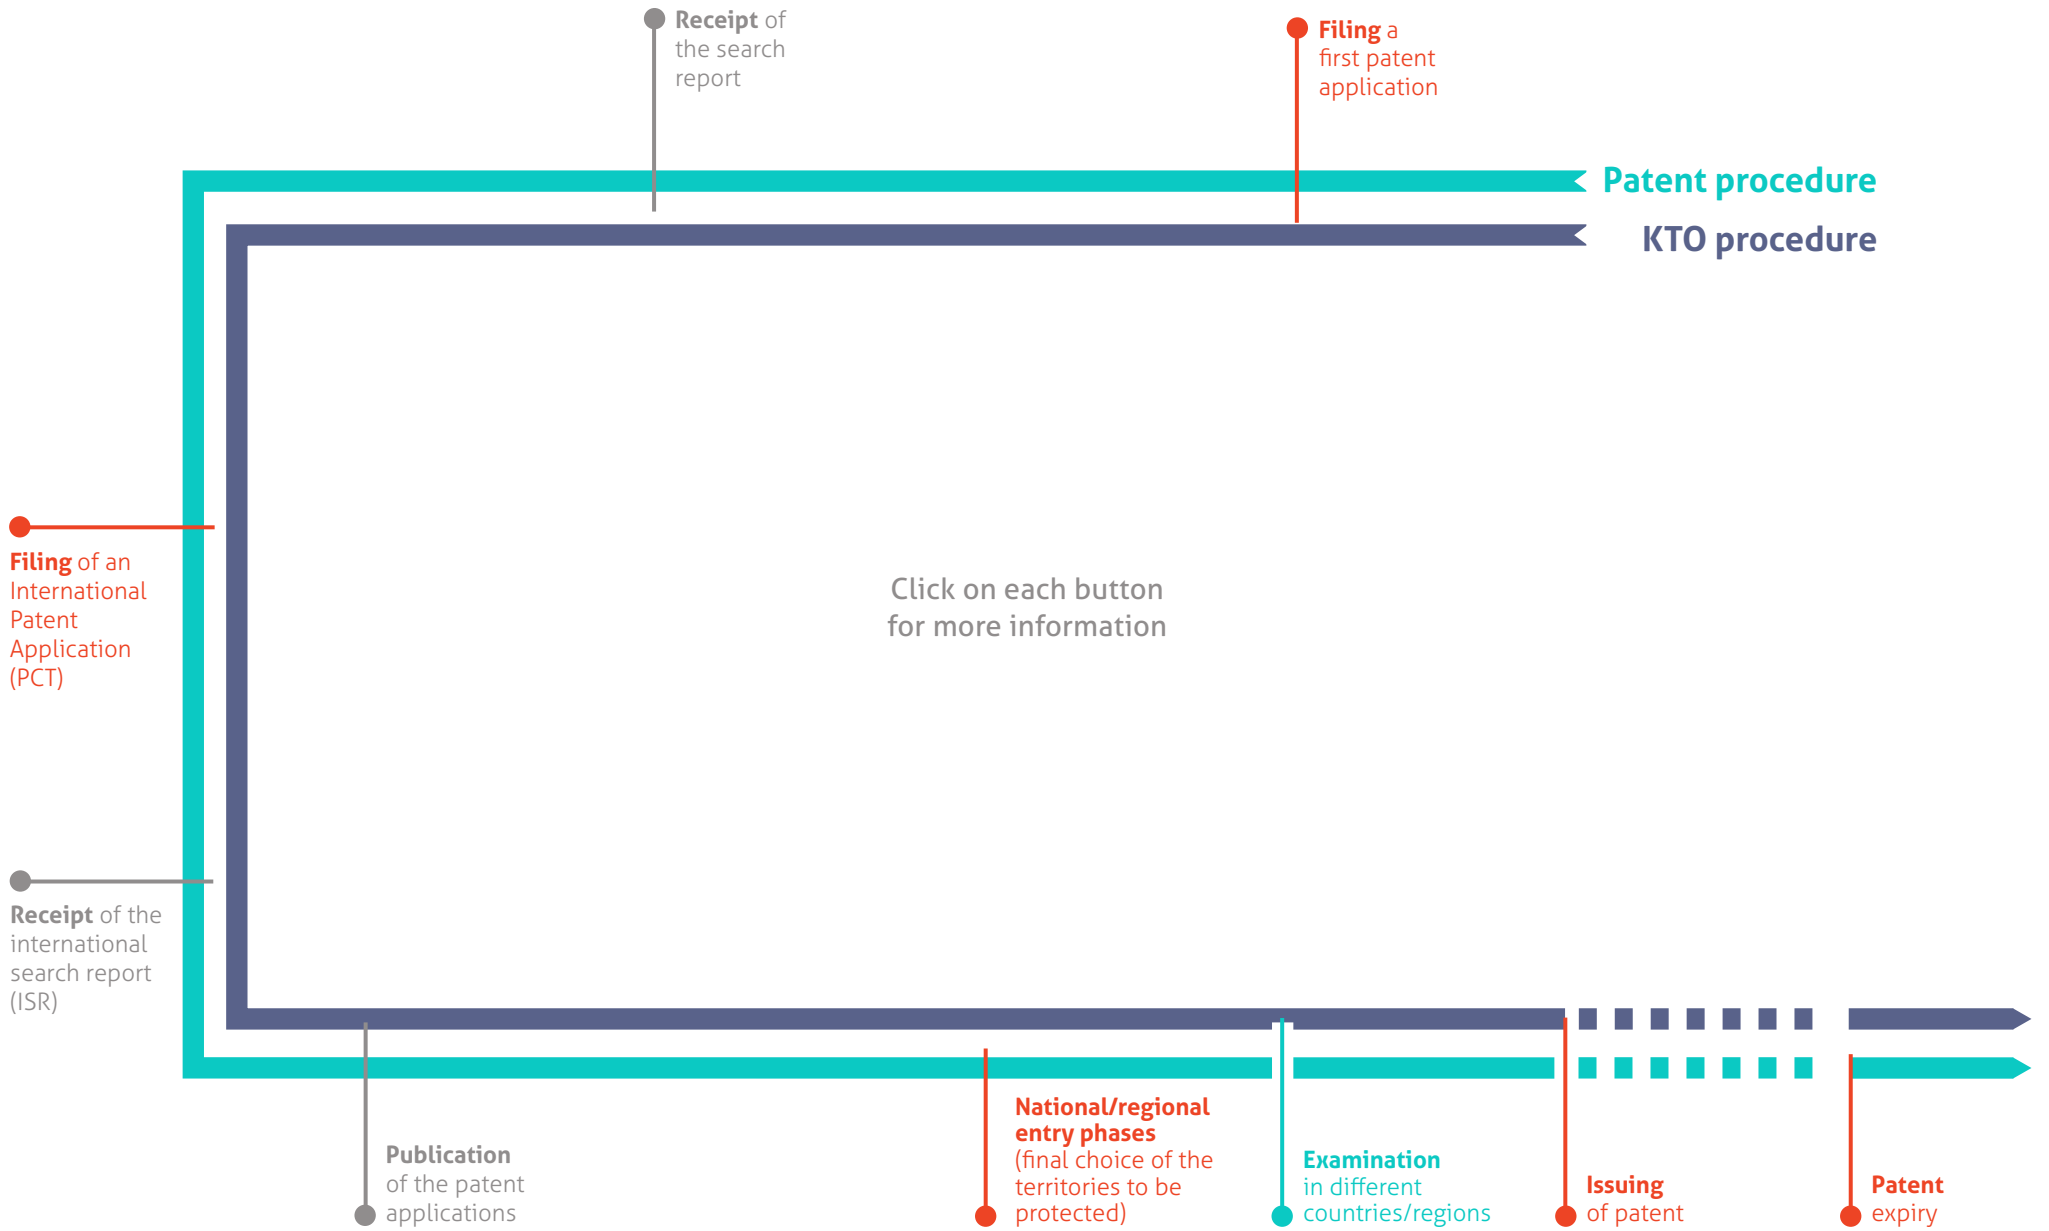 Receipt of
the search
report
Filing a
first patent
application
Patent procedure
KTO procedure
Filing of an
International
Patent
Application
(PCT)
Click on each button
for more information
Receipt of the
international
search report
(ISR)
Publication
of the patent
applications
National/regional
entry phases
(final choice of the
territories to be
protected)
Examination
in different
countries/regions
Issuing
of patent
Patent
expiry